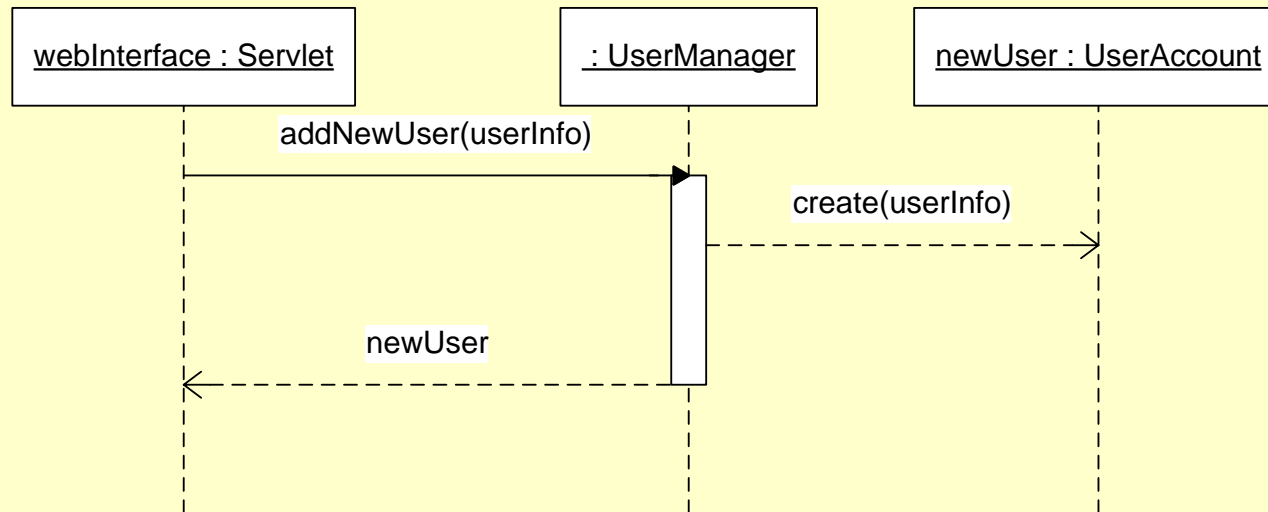 webInterface : Servlet
: UserManager
newUser : UserAccount
addNewUser(userInfo)
create(userInfo)
newUser